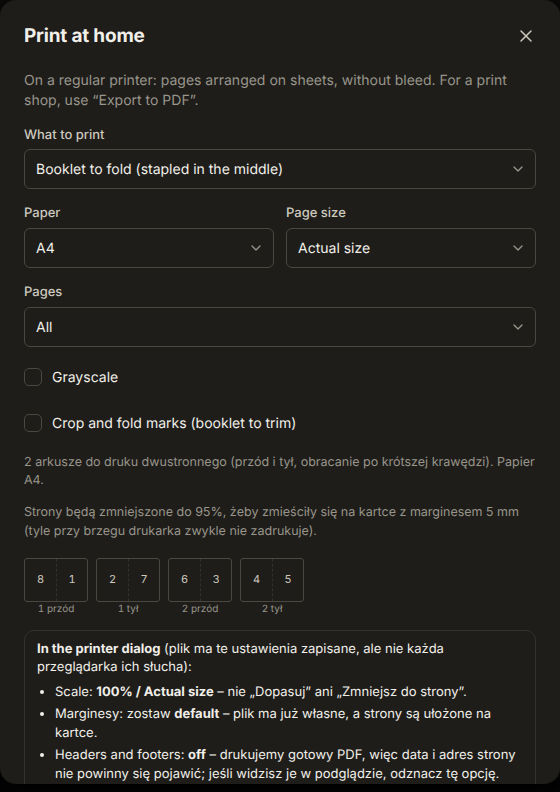 Print at home
On a regular printer: pages arranged on sheets, without bleed. For a print
shop, use “Export to PDF”.
What to print
Booklet to fold (stapled in the middle)
Paper
Page size
A4
Actual size
Pages
All
Grayscale
Crop and fold marks (booklet to trim)
2 arkusze do druku dwustronnego (przód i tył, obracanie po krótszej krawędzi). Papier
A4.
Strony będą zmniejszone do 95%, żeby zmieściły się na kartce z marginesem 5 mm
(tyle przy brzegu drukarka zwykle nie zadrukuje).
8 1 2 7 6 3 4 5
1 przód 1 tył 2 przód 2 tył
In the printer dialog (plik ma te ustawienia zapisane, ale nie każda
przeglądarka ich słucha):
• Scale: 100% / Actual size – nie „Dopasuj” ani „Zmniejsz do strony”.
• Marginesy: zostaw default – plik ma już własne, a strony są ułożone na
kartce.
• Headers and footers: off – drukujemy gotowy PDF, więc data i adres strony
nie powinny się pojawić; jeśli widzisz je w podglądzie, odznacz tę opcję.